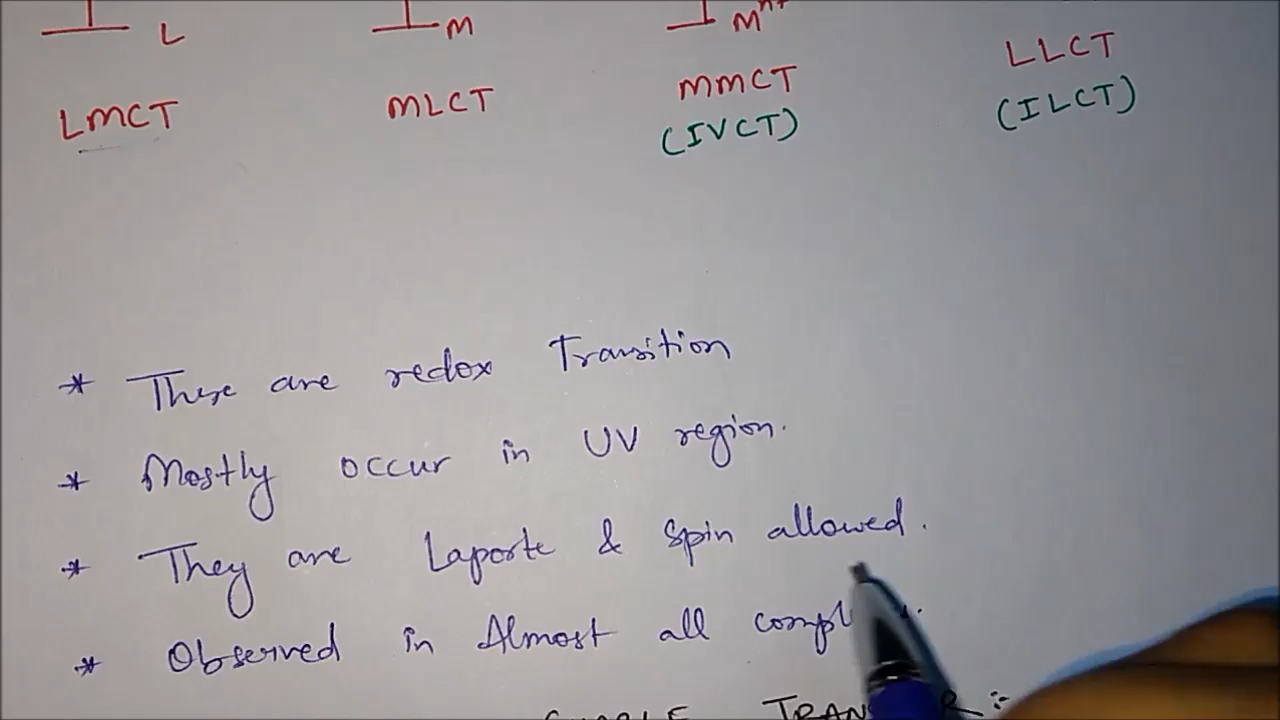 L M Mⁿ⁺
LMCT MLCT MMCT LLCT
(IVCT) (ILCT)
* These are redox Transition
* Mostly occur in UV region.
* They are Laporte & Spin allowed.
* Observed in Almost all